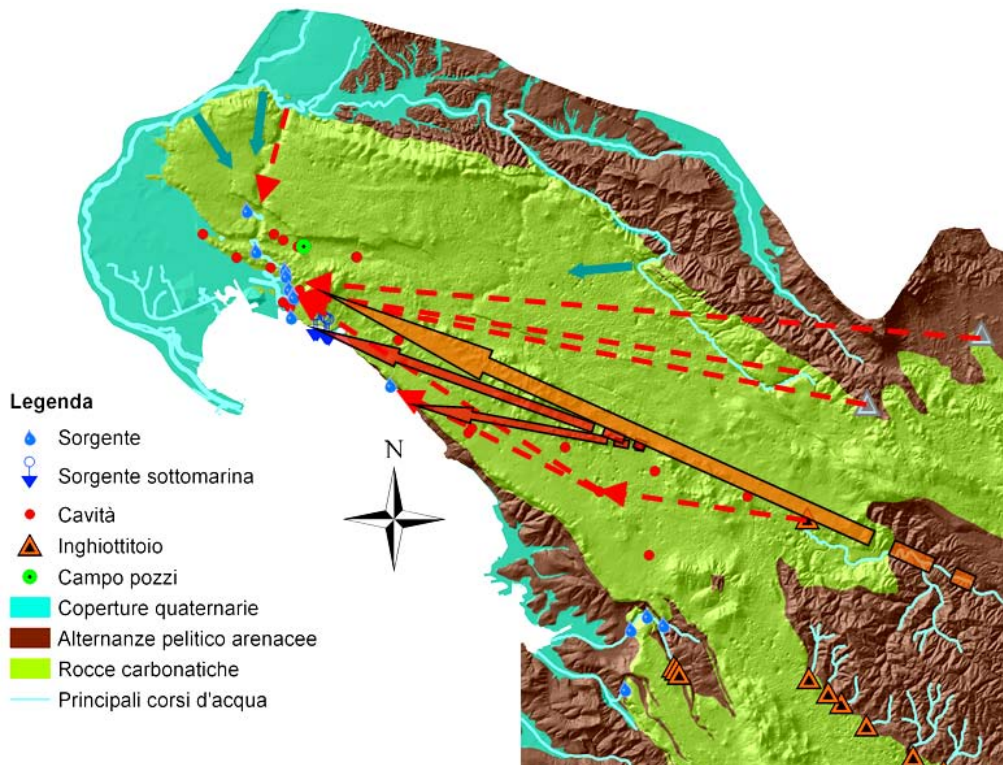 Legenda
Sorgente
Sorgente sottomarina
Cavità
Inghiottitoio
Campo pozzi
Coperture quaternarie
Alternanze pelitico arenacee
Rocce carbonatiche
Principali corsi d'acqua
N